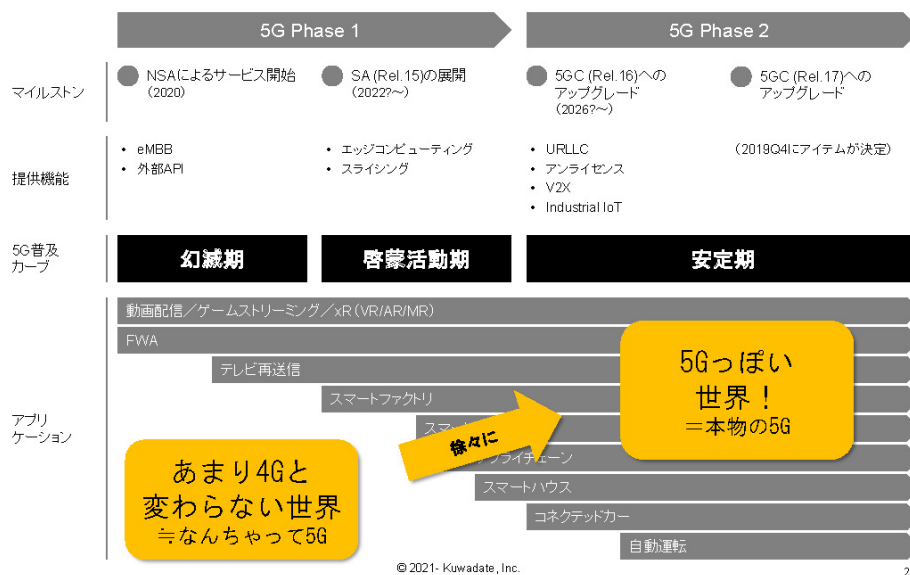 5G Phase 1
5G Phase 2
マイルストン
NSAによるサービス開始
(2020)
SA (Rel.15)の展開
(2022?~)
5GC (Rel.16)への
アップグレード
(2026?~)
5GC (Rel.17)への
アップグレード
提供機能
• eMBB
• 外部API
• エッジコンピューティング
• スライシング
• URLLC
• アンライセンス
• V2X
• Industrial IoT
(2019Q4にアイテムが決定)
5G普及
カーブ
幻滅期
啓蒙活動期
安定期
アプリ
ケーション
動画配信/ゲームストリーミング/xR(VR/AR/MR)
FWA
テレビ再送信
スマートファクトリ
スマ
プライチェーン
スマートハウス
コネクテッドカー
自動運転
あまり4Gと
変わらない世界
≒なんちゃって5G
徐々に
5Gっぽい
世界!
=本物の5G
© 2021- Kuwadate, Inc.
2